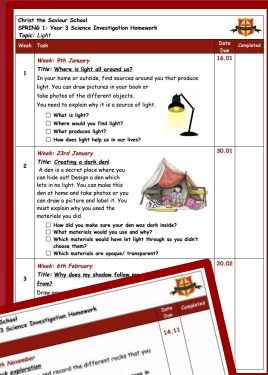 Christ the Saviour School
SPRING 1: Year 3 Science Investigation Homework
Topic: Light
Week Task Date Due Completed
1
Week: 9th January 16.01
Title: Where is light all around us?
In your home or outside, find sources around you that produce
light. You can draw pictures in your book or
take photos of the different objects.
You need to explain why it is a source of light.
☐ What is light?
☐ Where would you find light?
☐ What produces light?
☐ How does light help us in our lives?
2
Week: 23rd January 30.01
Title: Creating a dark den!
A den is a secret place where you
can hide out! Design a den which
lets in no light. You can make this
den at home and take photos or you
can draw a picture and label it. You
must explain why you used the
materials you did.
☐ How did you make sure your den was dark inside?
☐ What materials would you use and why?
☐ Which materials would have let light through so you didn't
choose them?
☐ Which materials are opaque/ transparent?
3
Week: 6th February 20.02
Title: Why does my shadow follow me
from?
Draw
School
3 Science Investigation Homework
Date Due Completed
14.11
November
exploration
and record the different rocks that you